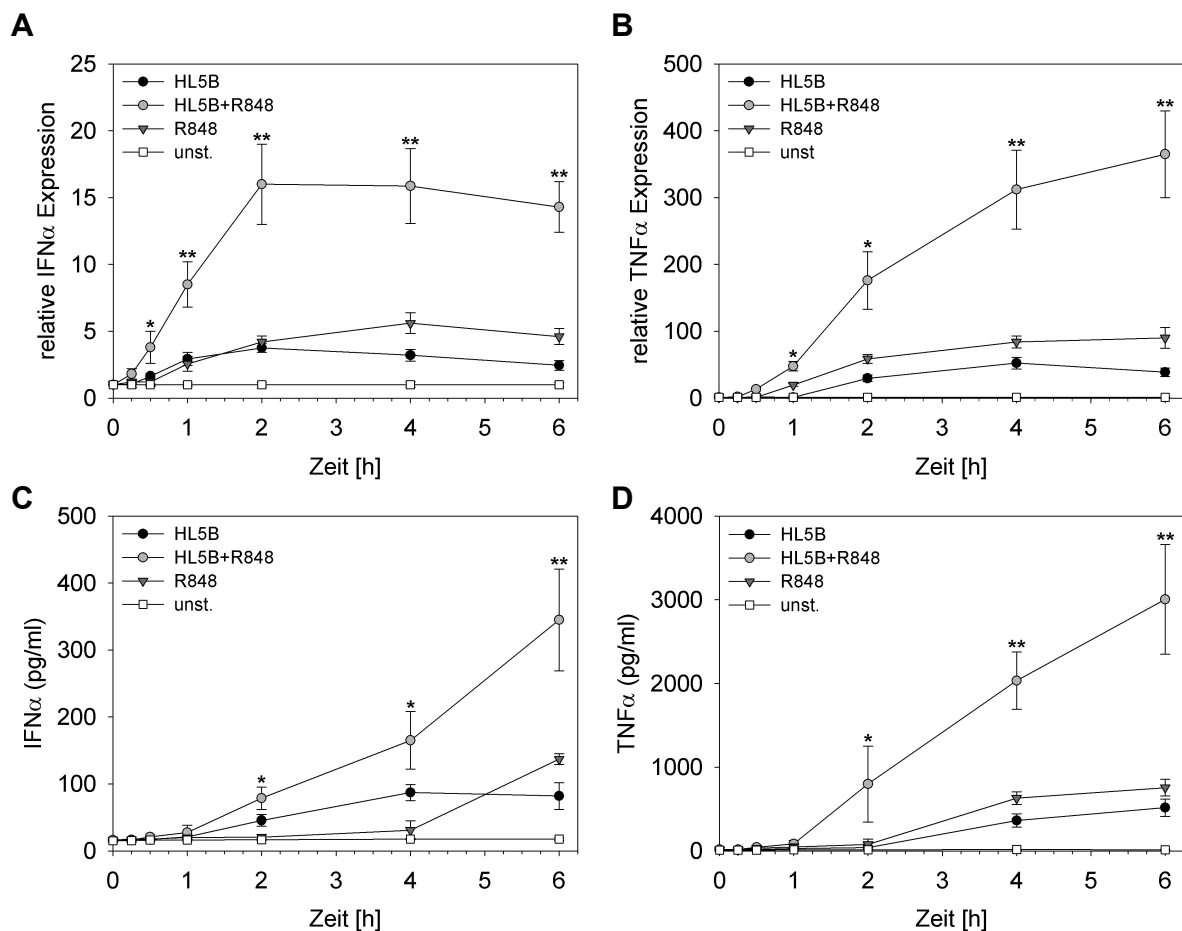 A
relative IFNα Expression
25
20
15
10
5
0
HL5B
HL5B+R848
R848
unst.
*
**
**
**
**
0 1 2 4 5 6
Zeit [h]
B
relative TNFα Expression
500
400
300
200
100
0
HL5B
HL5B+R848
R848
unst
*
*
**
**
0 1 2 4 5 6
Zeit [h]
C
IFNα (pg/ml)
500
400
300
200
100
0
HL5B
HL5B+R848
R848
unst.
*
*
**
0 1 2 4 5 6
Zeit [h]
D
TNFα (pg/ml)
4000
3000
2000
1000
0
HL5B
HL5B+R848
R848
unst.
*
**
**
0 1 2 4 5 6
Zeit [h]